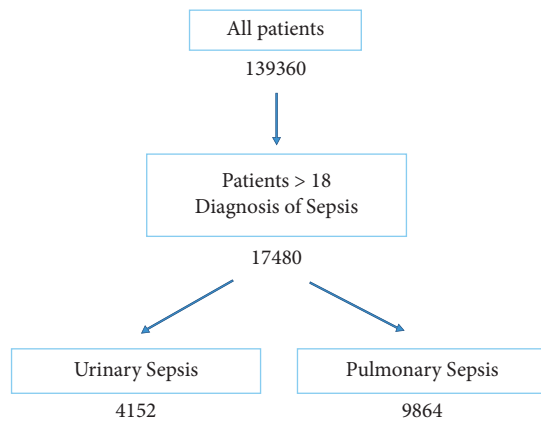 All patients
139360
Patients > 18
Diagnosis of Sepsis
17480
Urinary Sepsis
Pulmonary Sepsis
4152
9864